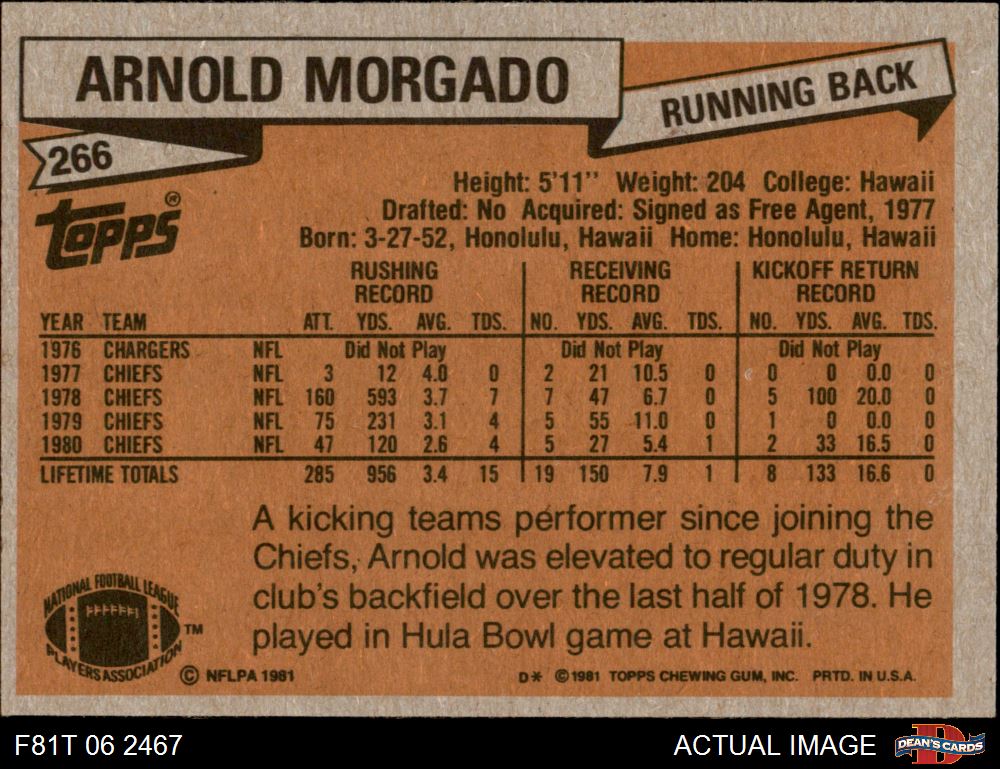 ARNOLD MORGADO
RUNNING BACK
266
TOPPS®
Height: 5'11'' Weight: 204 College: Hawaii
Drafted: No Acquired: Signed as Free Agent, 1977
Born: 3-27-52, Honolulu, Hawaii Home: Honolulu, Hawaii
RUSHING RECORD RECEIVING RECORD KICKOFF RETURN RECORD
YEAR TEAM ATT. YDS. AVG. TDS. NO. YDS. AVG. TDS. NO. YDS. AVG. TDS.
1976 CHARGERS NFL Did Not Play Did Not Play Did Not Play
1977 CHIEFS NFL 3 12 4.0 0 2 21 10.5 0 0 0 0.0 0
1978 CHIEFS NFL 160 593 3.7 7 7 47 6.7 0 5 100 20.0 0
1979 CHIEFS NFL 75 231 3.1 4 5 55 11.0 0 1 0 0.0 0
1980 CHIEFS NFL 47 120 2.6 4 5 27 5.4 1 2 33 16.5 0
LIFETIME TOTALS 285 956 3.4 15 19 150 7.9 1 8 133 16.6 0
A kicking teams performer since joining the
Chiefs, Arnold was elevated to regular duty in
club's backfield over the last half of 1978. He
played in Hula Bowl game at Hawaii.
NATIONAL FOOTBALL LEAGUE
PLAYERS ASSOCIATION
TM
© NFLPA 1981
D* © 1981 TOPPS CHEWING GUM, INC. PRTD. IN U.S.A.
F81T 06 2467
ACTUAL IMAGE
D
DEAN'S CARDS